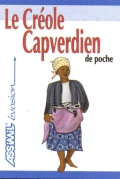 Le Créole
Capverdien
de poche
ASSiMiL évasion